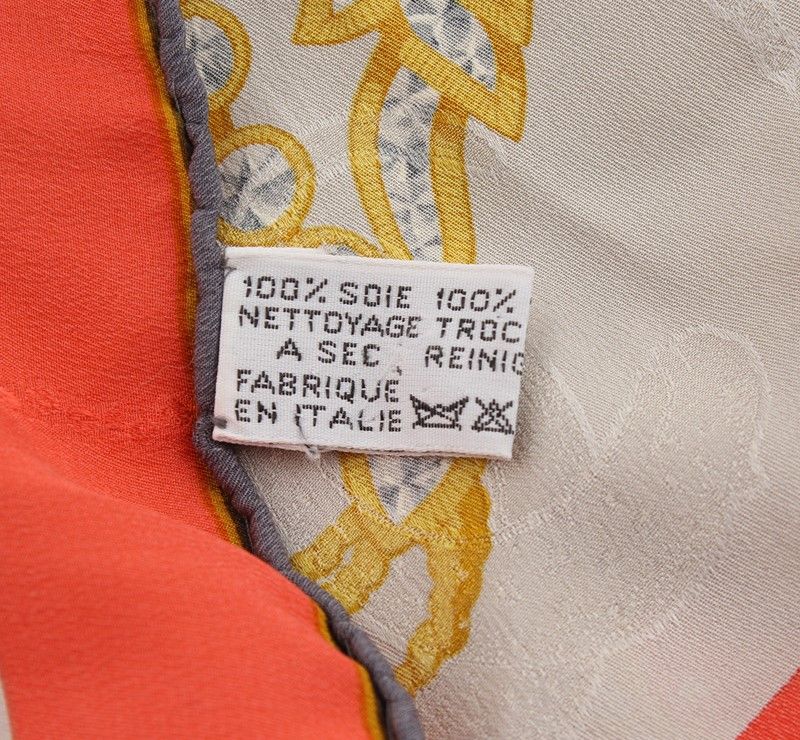 100% SOIE 100%
NETTOYAGE TROC
A SEC REINIG
FABRIQUE
EN ITALIE